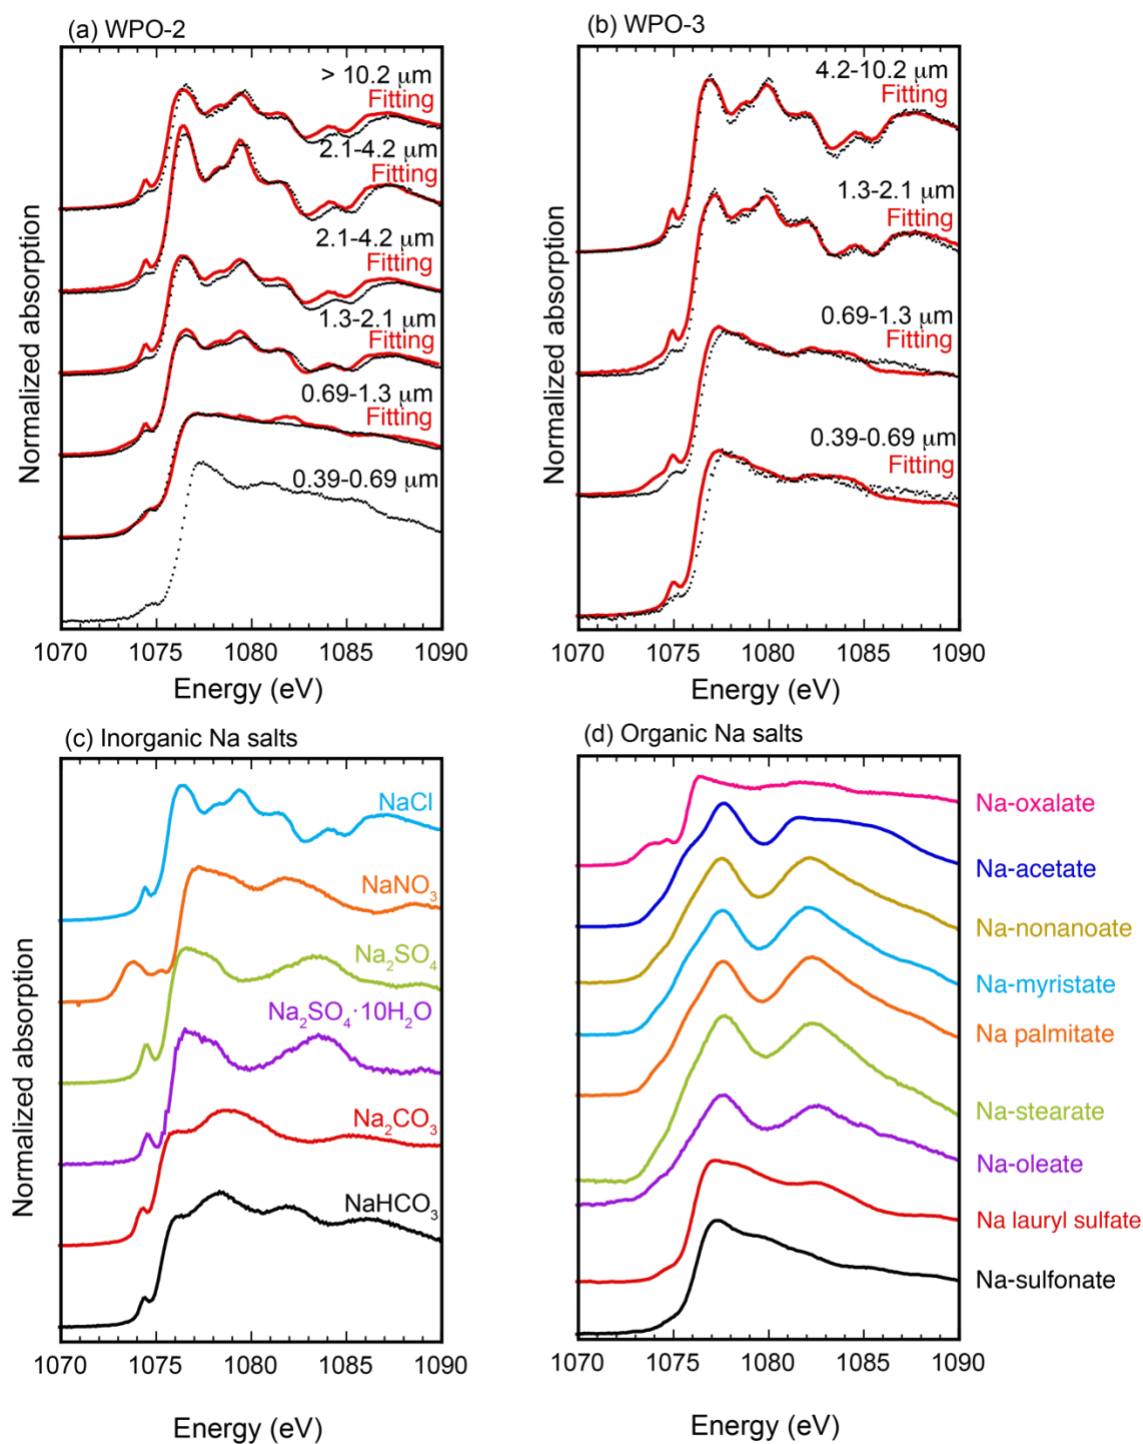 (a) WPO-2
> 10.2 μm
Fitting
2.1-4.2 μm
Fitting
2.1-4.2 μm
Fitting
1.3-2.1 μm
Fitting
0.69-1.3 μm
Fitting
0.39-0.69 μm
Normalized absorption
1070 1075 1080 1085 1090
Energy (eV)
(b) WPO-3
4.2-10.2 μm
Fitting
1.3-2.1 μm
Fitting
0.69-1.3 μm
Fitting
0.39-0.69 μm
Fitting
Normalized absorption
1070 1075 1080 1085 1090
Energy (eV)
(c) Inorganic Na salts
NaCl
NaNO₃
Na₂SO₄
Na₂SO₄·10H₂O
Na₂CO₃
NaHCO₃
Normalized absorption
1070 1075 1080 1085 1090
Energy (eV)
(d) Organic Na salts
Na-oxalate
Na-acetate
Na-nonanoate
Na-myristate
Na palmitate
Na-stearate
Na-oleate
Na lauryl sulfate
Na-sulfonate
1070 1075 1080 1085 1090
Energy (eV)